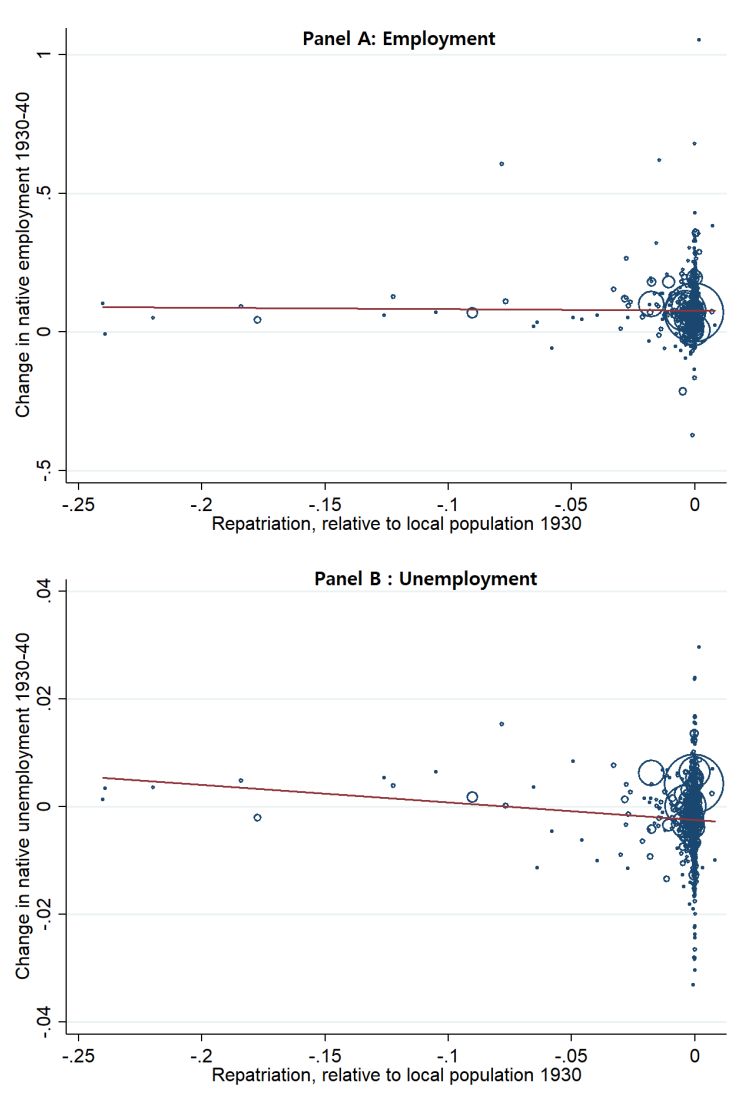 Panel A: Employment
Change in native employment 1930-40
1
.5
0
-.5
-.25 -.2 -.15 -.1 -.05 0
Repatriation, relative to local population 1930
Panel B : Unemployment
Change in native unemployment 1930-40
.04
.02
0
-.02
-.04
-.25 -.2 -.15 -.1 -.05 0
Repatriation, relative to local population 1930